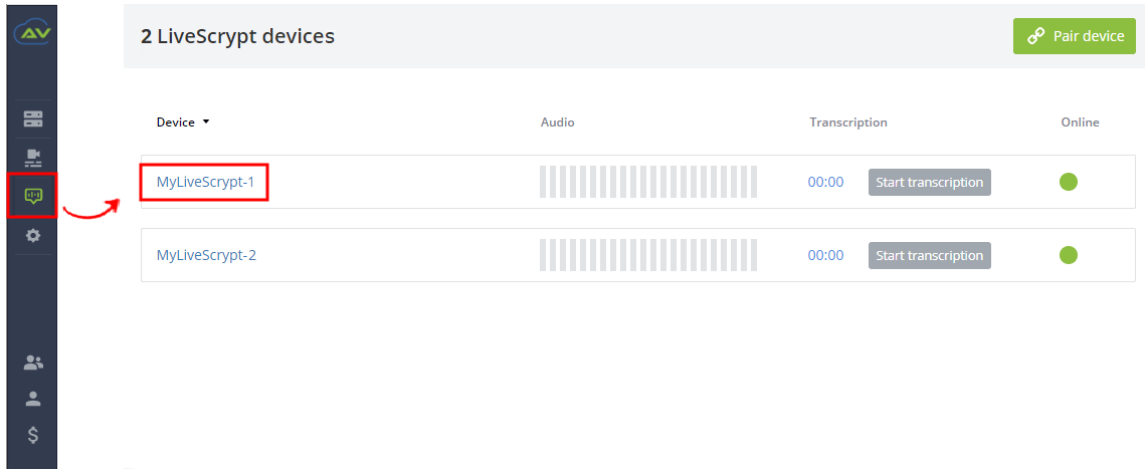 AV
2 LiveScrypt devices
Pair device
Device
Audio
Transcription
Online
MyLiveScrypt-1
00:00
Start transcription
MyLiveScrypt-2
00:00
Start transcription
$